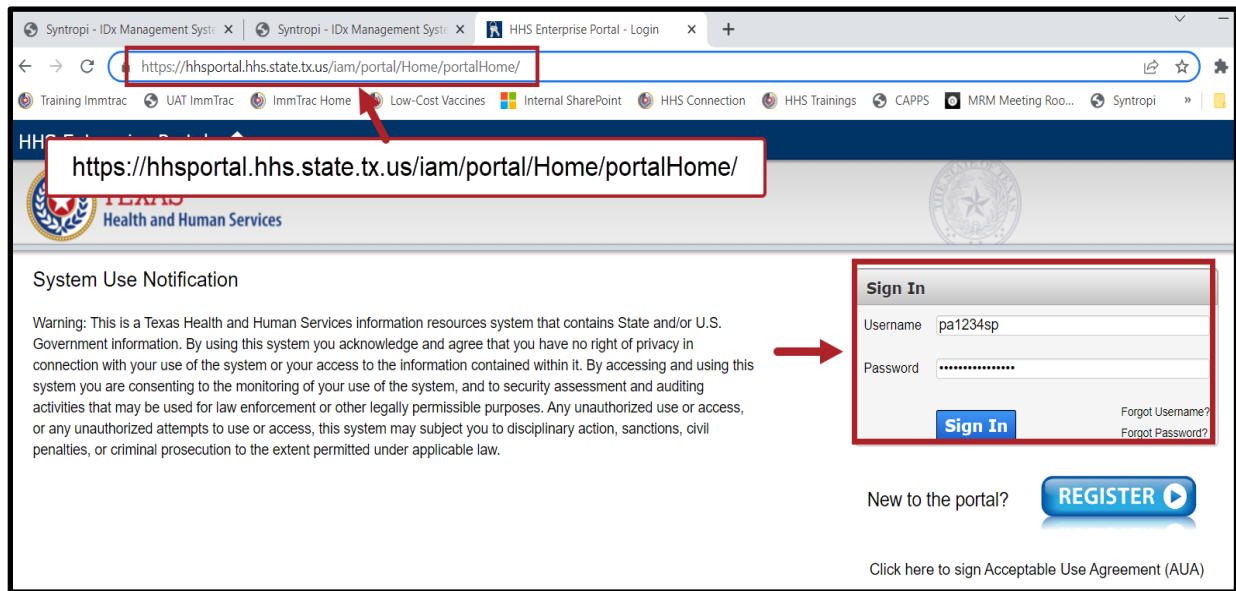 Syntropi - IDx Management Syste
Syntropi - IDx Management Syste
HHS Enterprise Portal - Login
https://hhsportal.hhs.state.tx.us/iam/portal/Home/portalHome/
Training Immtrac
UAT ImmTrac
ImmTrac Home
Low-Cost Vaccines
Internal SharePoint
HHS Connection
HHS Trainings
CAPPS
MRM Meeting Roo...
Syntropi
»
https://hhsportal.hhs.state.tx.us/iam/portal/Home/portalHome/
TEXAS
Health and Human Services
System Use Notification
Warning: This is a Texas Health and Human Services information resources system that contains State and/or U.S.
Government information. By using this system you acknowledge and agree that you have no right of privacy in
connection with your use of the system or your access to the information contained within it. By accessing and using this
system you are consenting to the monitoring of your use of the system, and to security assessment and auditing
activities that may be used for law enforcement or other legally permissible purposes. Any unauthorized use or access,
or any unauthorized attempts to use or access, this system may subject you to disciplinary action, sanctions, civil
penalties, or criminal prosecution to the extent permitted under applicable law.
Sign In
Username
pa1234sp
Password
•••••••••••••••
Sign In
Forgot Username?
Forgot Password?
New to the portal?
REGISTER
Click here to sign Acceptable Use Agreement (AUA)